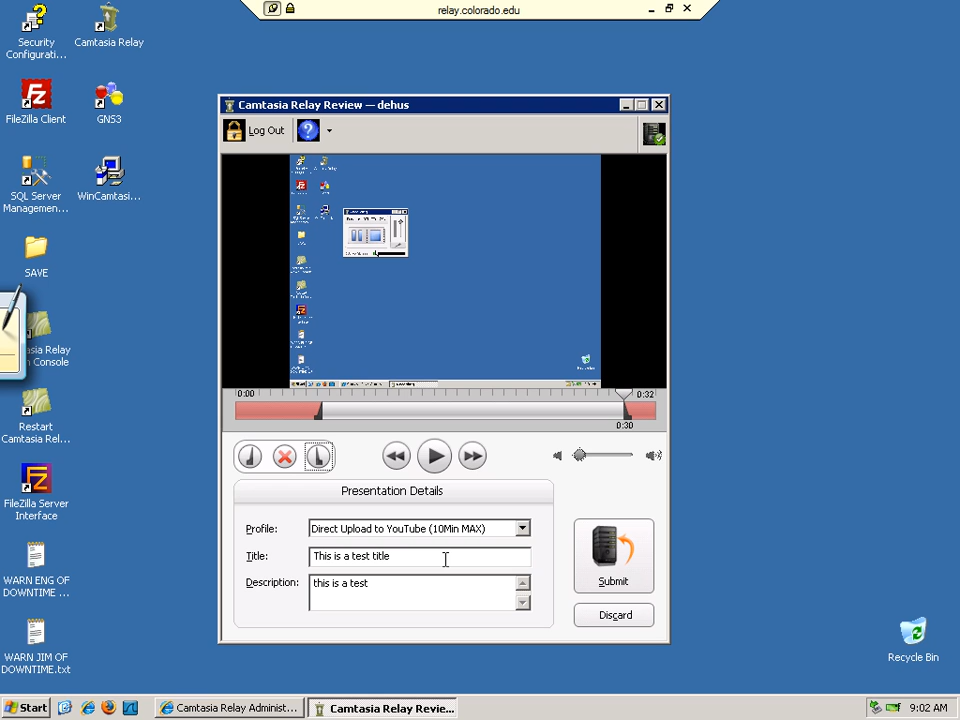 relay.colorado.edu
Security
Configurati...
Camtasia Relay
FileZilla Client
GNS3
SQL Server
Managemen...
WinCamtasi...
SAVE
asia Relay
Console
Restart
Camtasia Rel...
FileZilla Server
Interface
WARN ENG OF
DOWNTIME ...
WARN JIM OF
DOWNTIME.txt
Recycle Bin
Camtasia Relay Review — dehus
Log Out
0:00
0:32
0:30
Presentation Details
Profile: Direct Upload to YouTube (10Min MAX)
Title: This is a test title
Description: this is a test
Submit
Discard
Start
Camtasia Relay Administ...
Camtasia Relay Revie...
9:02 AM